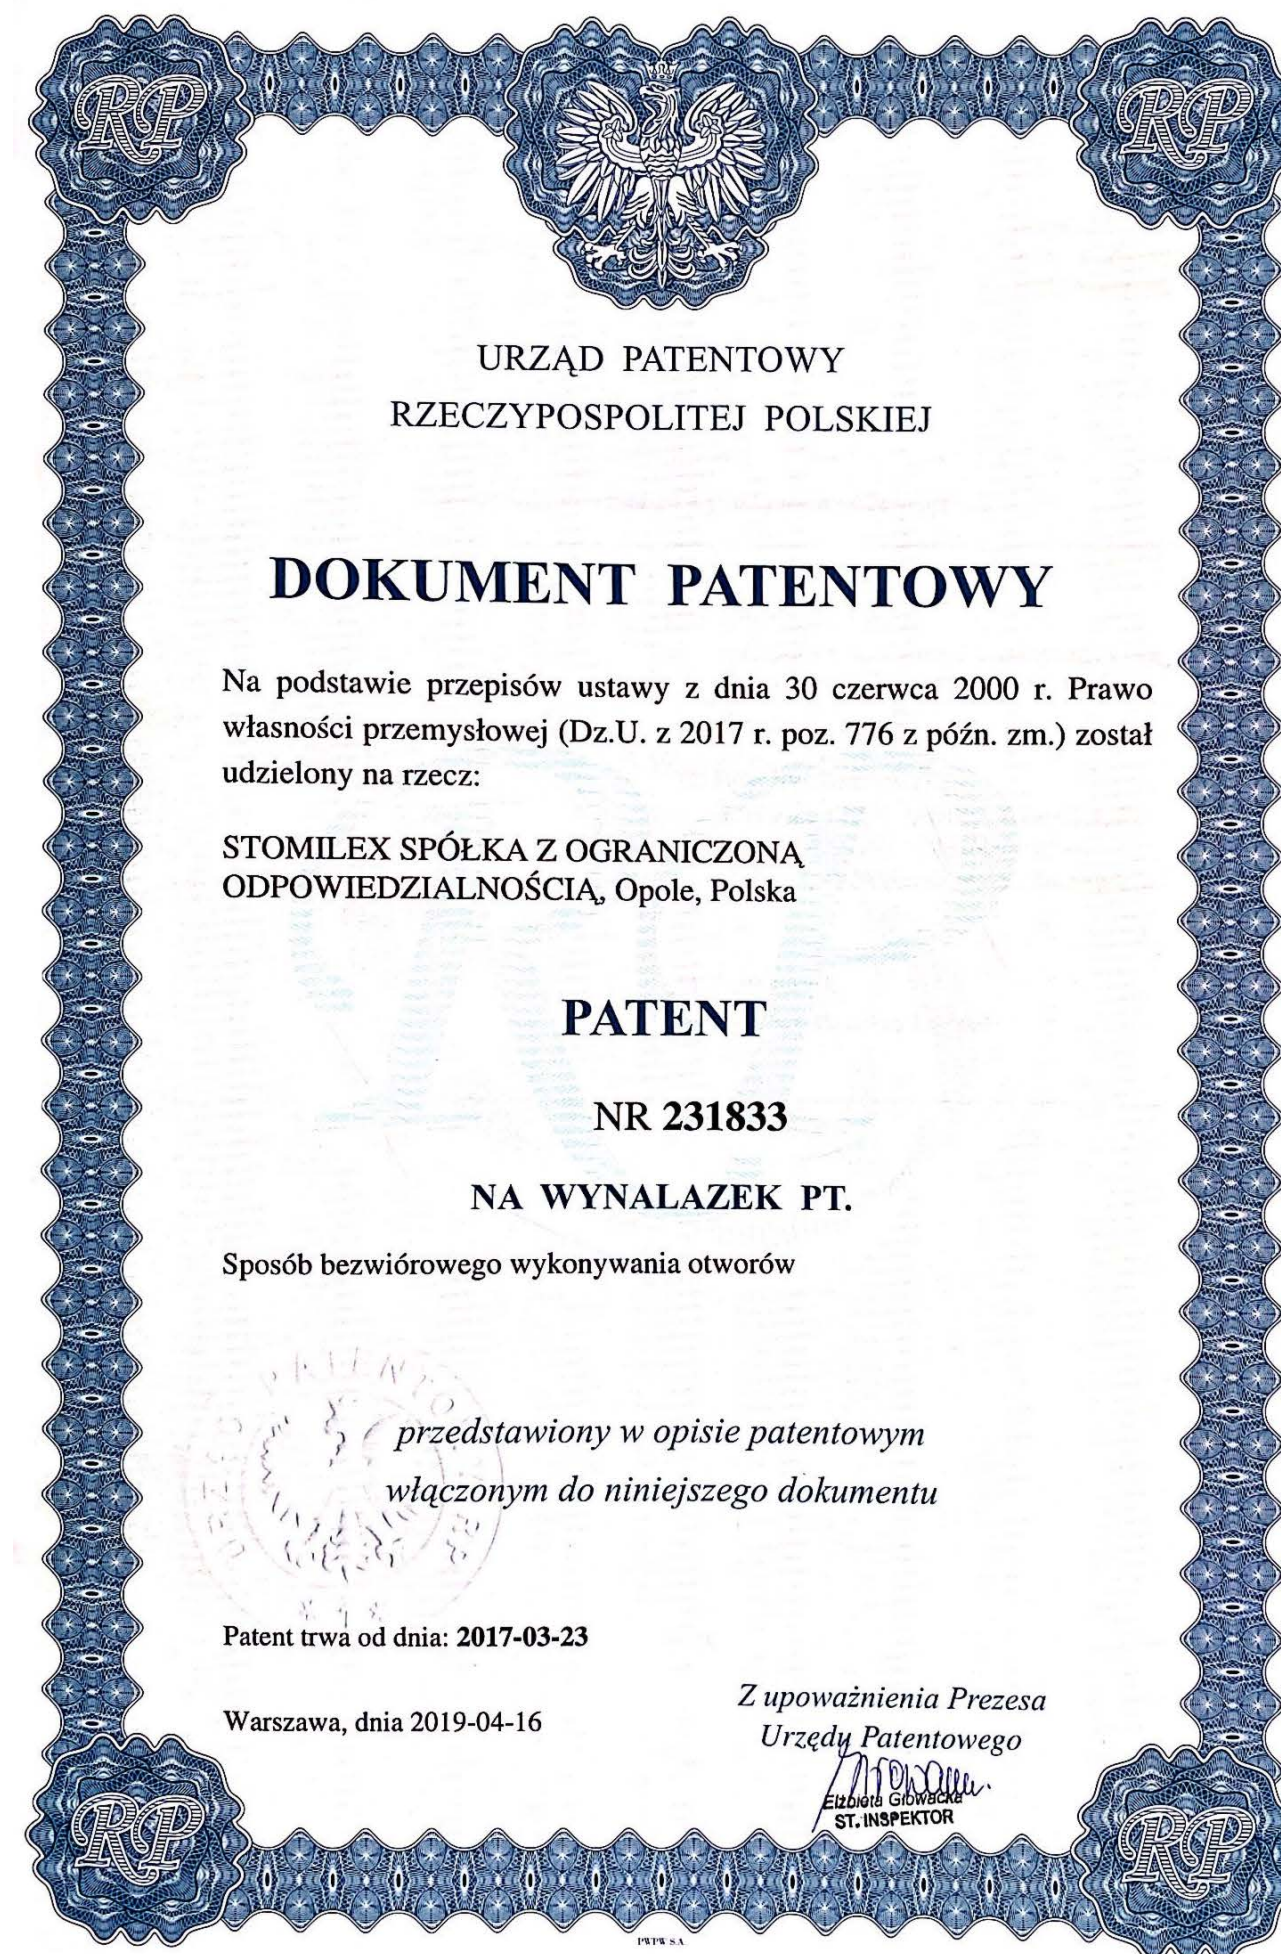 RP
RP
URZĄD PATENTOWY
RZECZYPOSPOLITEJ POLSKIEJ
DOKUMENT PATENTOWY
Na podstawie przepisów ustawy z dnia 30 czerwca 2000 r. Prawo
własności przemysłowej (Dz.U. z 2017 r. poz. 776 z późn. zm.) został
udzielony na rzecz:
STOMILEX SPÓŁKA Z OGRANICZONĄ
ODPOWIEDZIALNOŚCIĄ, Opole, Polska
PATENT
NR 231833
NA WYNALAZEK PT.
Sposób bezwiórowego wykonywania otworów
przedstawiony w opisie patentowym
włączonym do niniejszego dokumentu
Patent trwa od dnia: 2017-03-23
Warszawa, dnia 2019-04-16
Z upoważnienia Prezesa
Urzędu Patentowego
Elżbieta Głowacka
ST. INSPEKTOR
RP
RP
PWPW S.A.